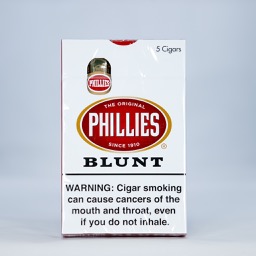 5 Cigars
PHILLIES
THE ORIGINAL
PHILLIES
SINCE 1910
®
BLUNT
WARNING: Cigar smoking
can cause cancers of the
mouth and throat, even
if you do not inhale.